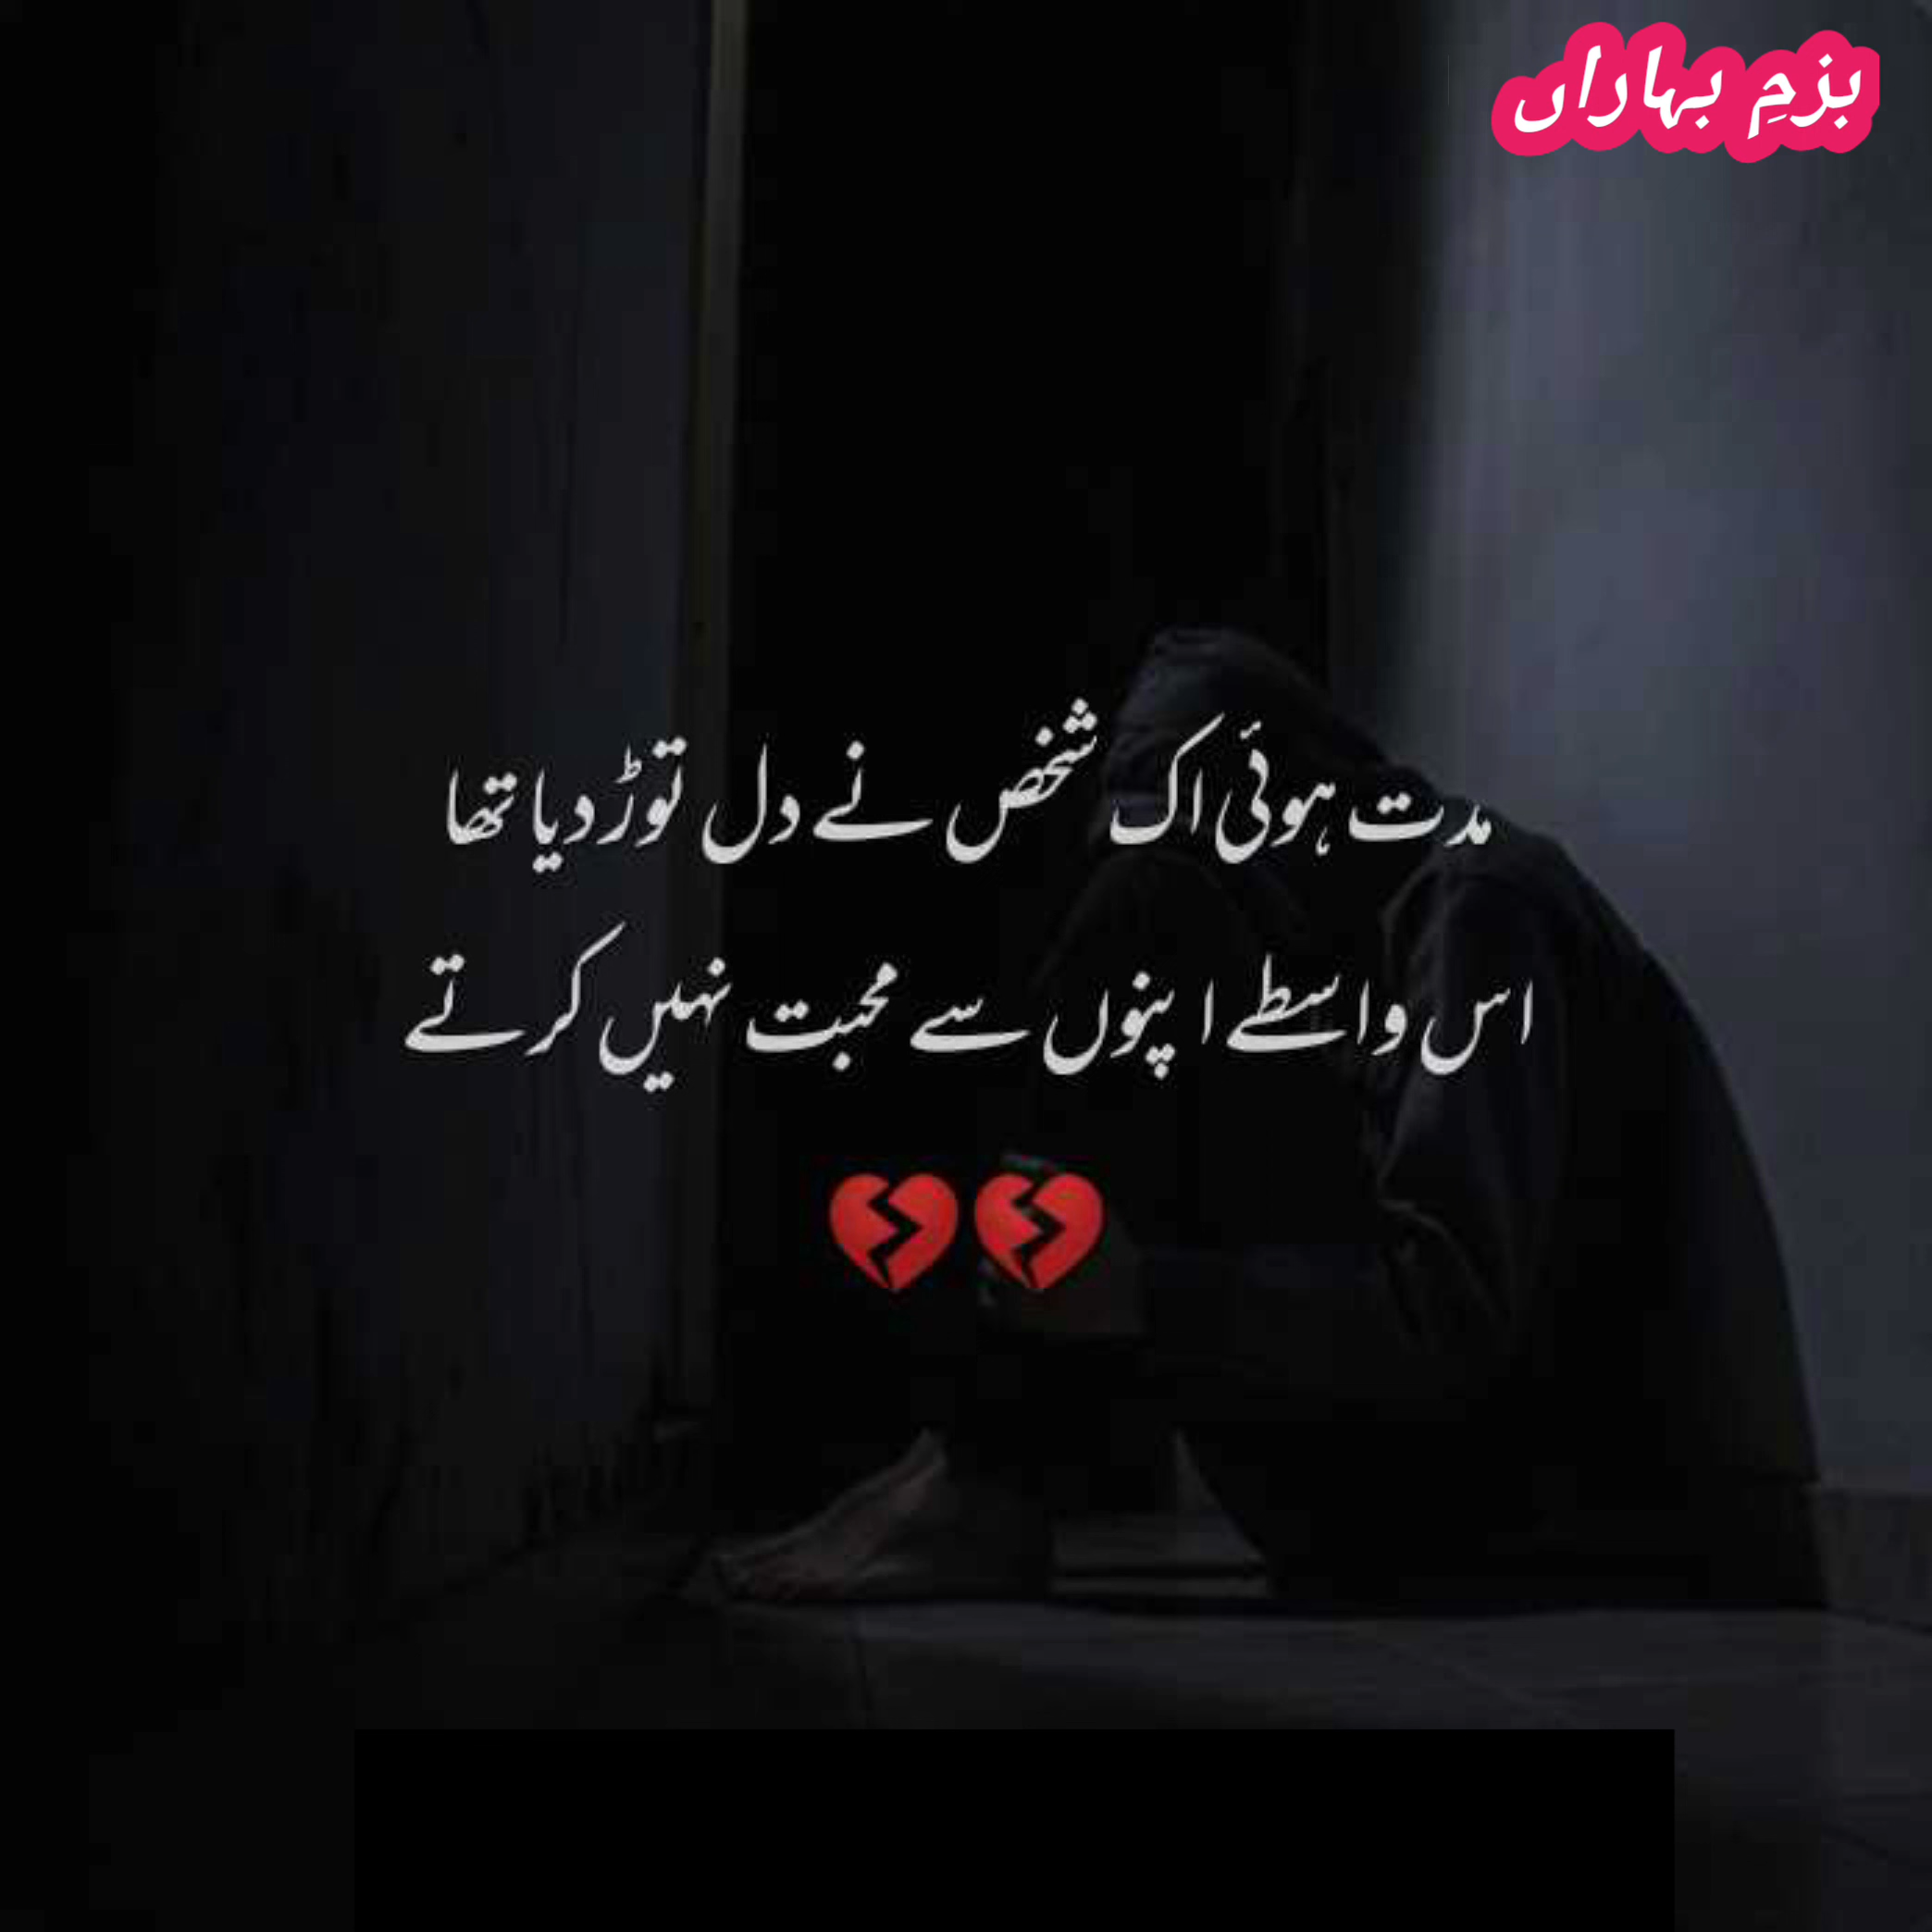 بزمِ بہاراں
مدت ہوئی اک شخص نے دل توڑ دیا تھا
اس واسطے اپنوں سے محبت نہیں کرتے
💔💔